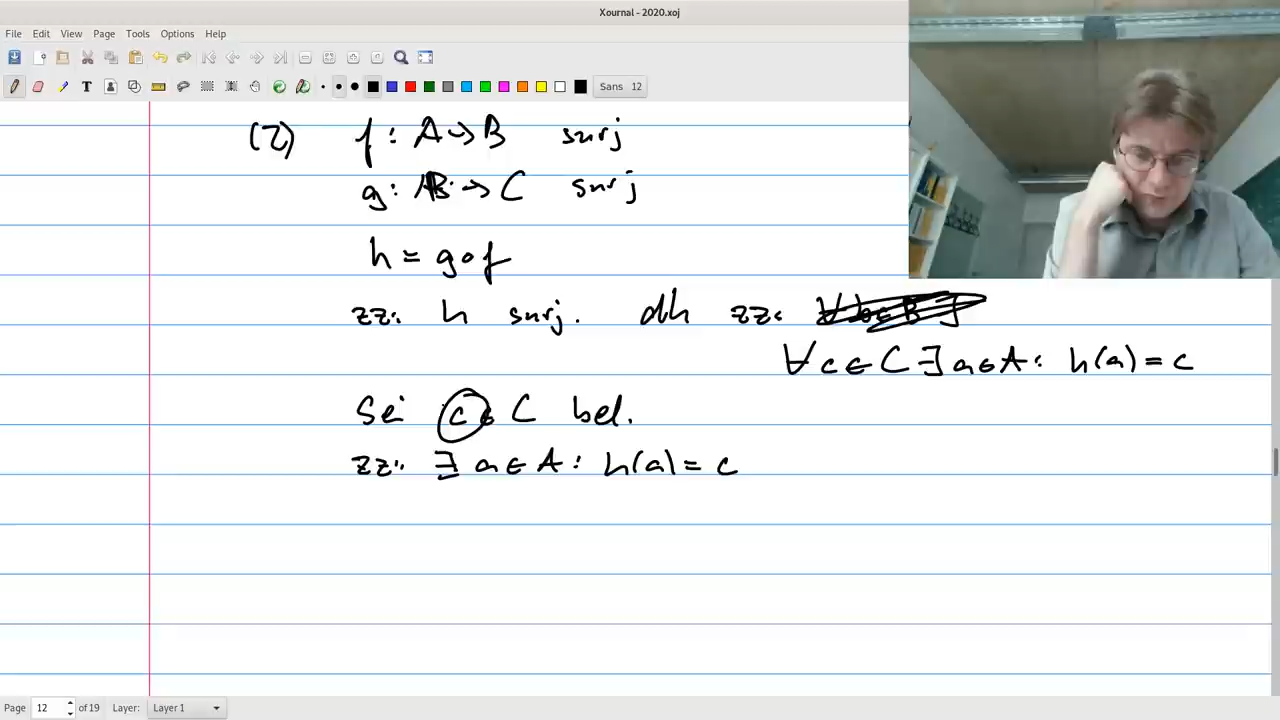 Xournal - 2020.xoj
File Edit View Page Tools Options Help
T Sans 12
(2) f : A → B surj
g : B → C surj
h = g∘f
zz: h surj. dh zz:
∀ c ∈ C ∃ a ∈ A : h(a) = c
Sei c ∈ C bel.
zz: ∃ a ∈ A : h(a) = c
Page 12 of 19 Layer: Layer 1